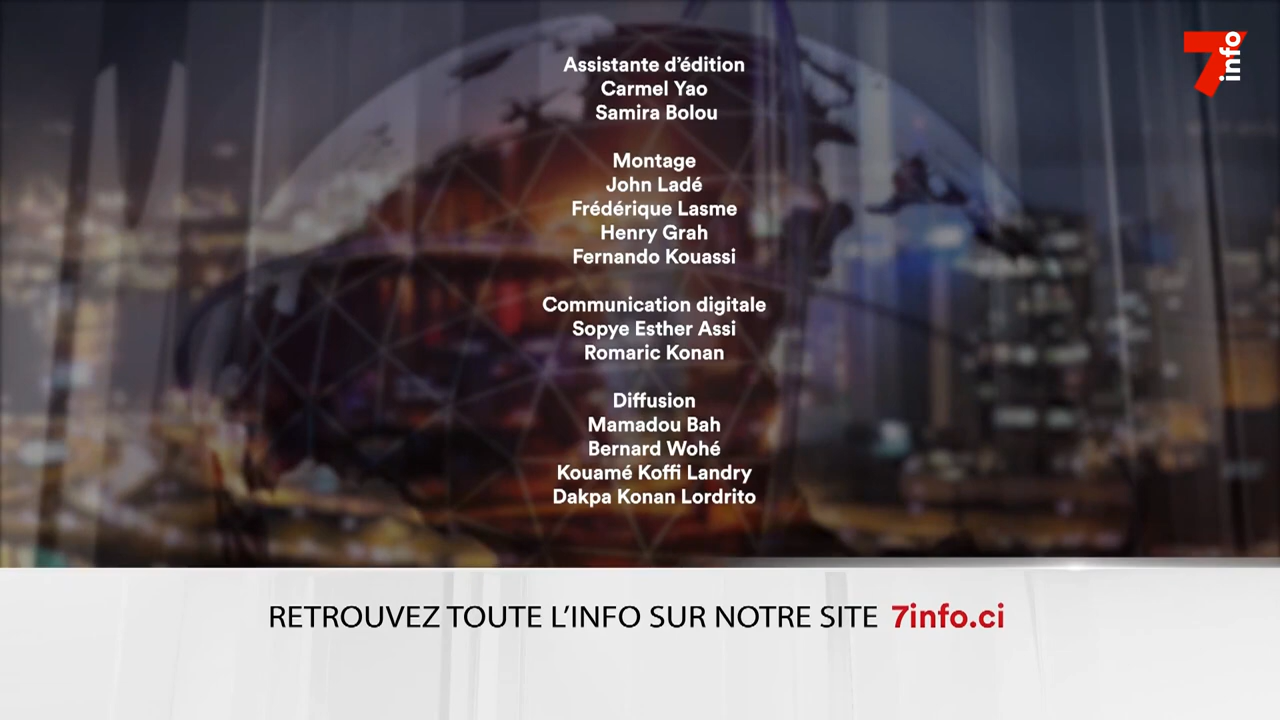 7info
Assistante d’édition
Carmel Yao
Samira Bolou
Montage
John Ladé
Frédérique Lasme
Henry Grah
Fernando Kouassi
Communication digitale
Sopye Esther Assi
Romaric Konan
Diffusion
Mamadou Bah
Bernard Wohé
Kouamé Koffi Landry
Dakpa Konan Lordrito
RETROUVEZ TOUTE L’INFO SUR NOTRE SITE 7info.ci